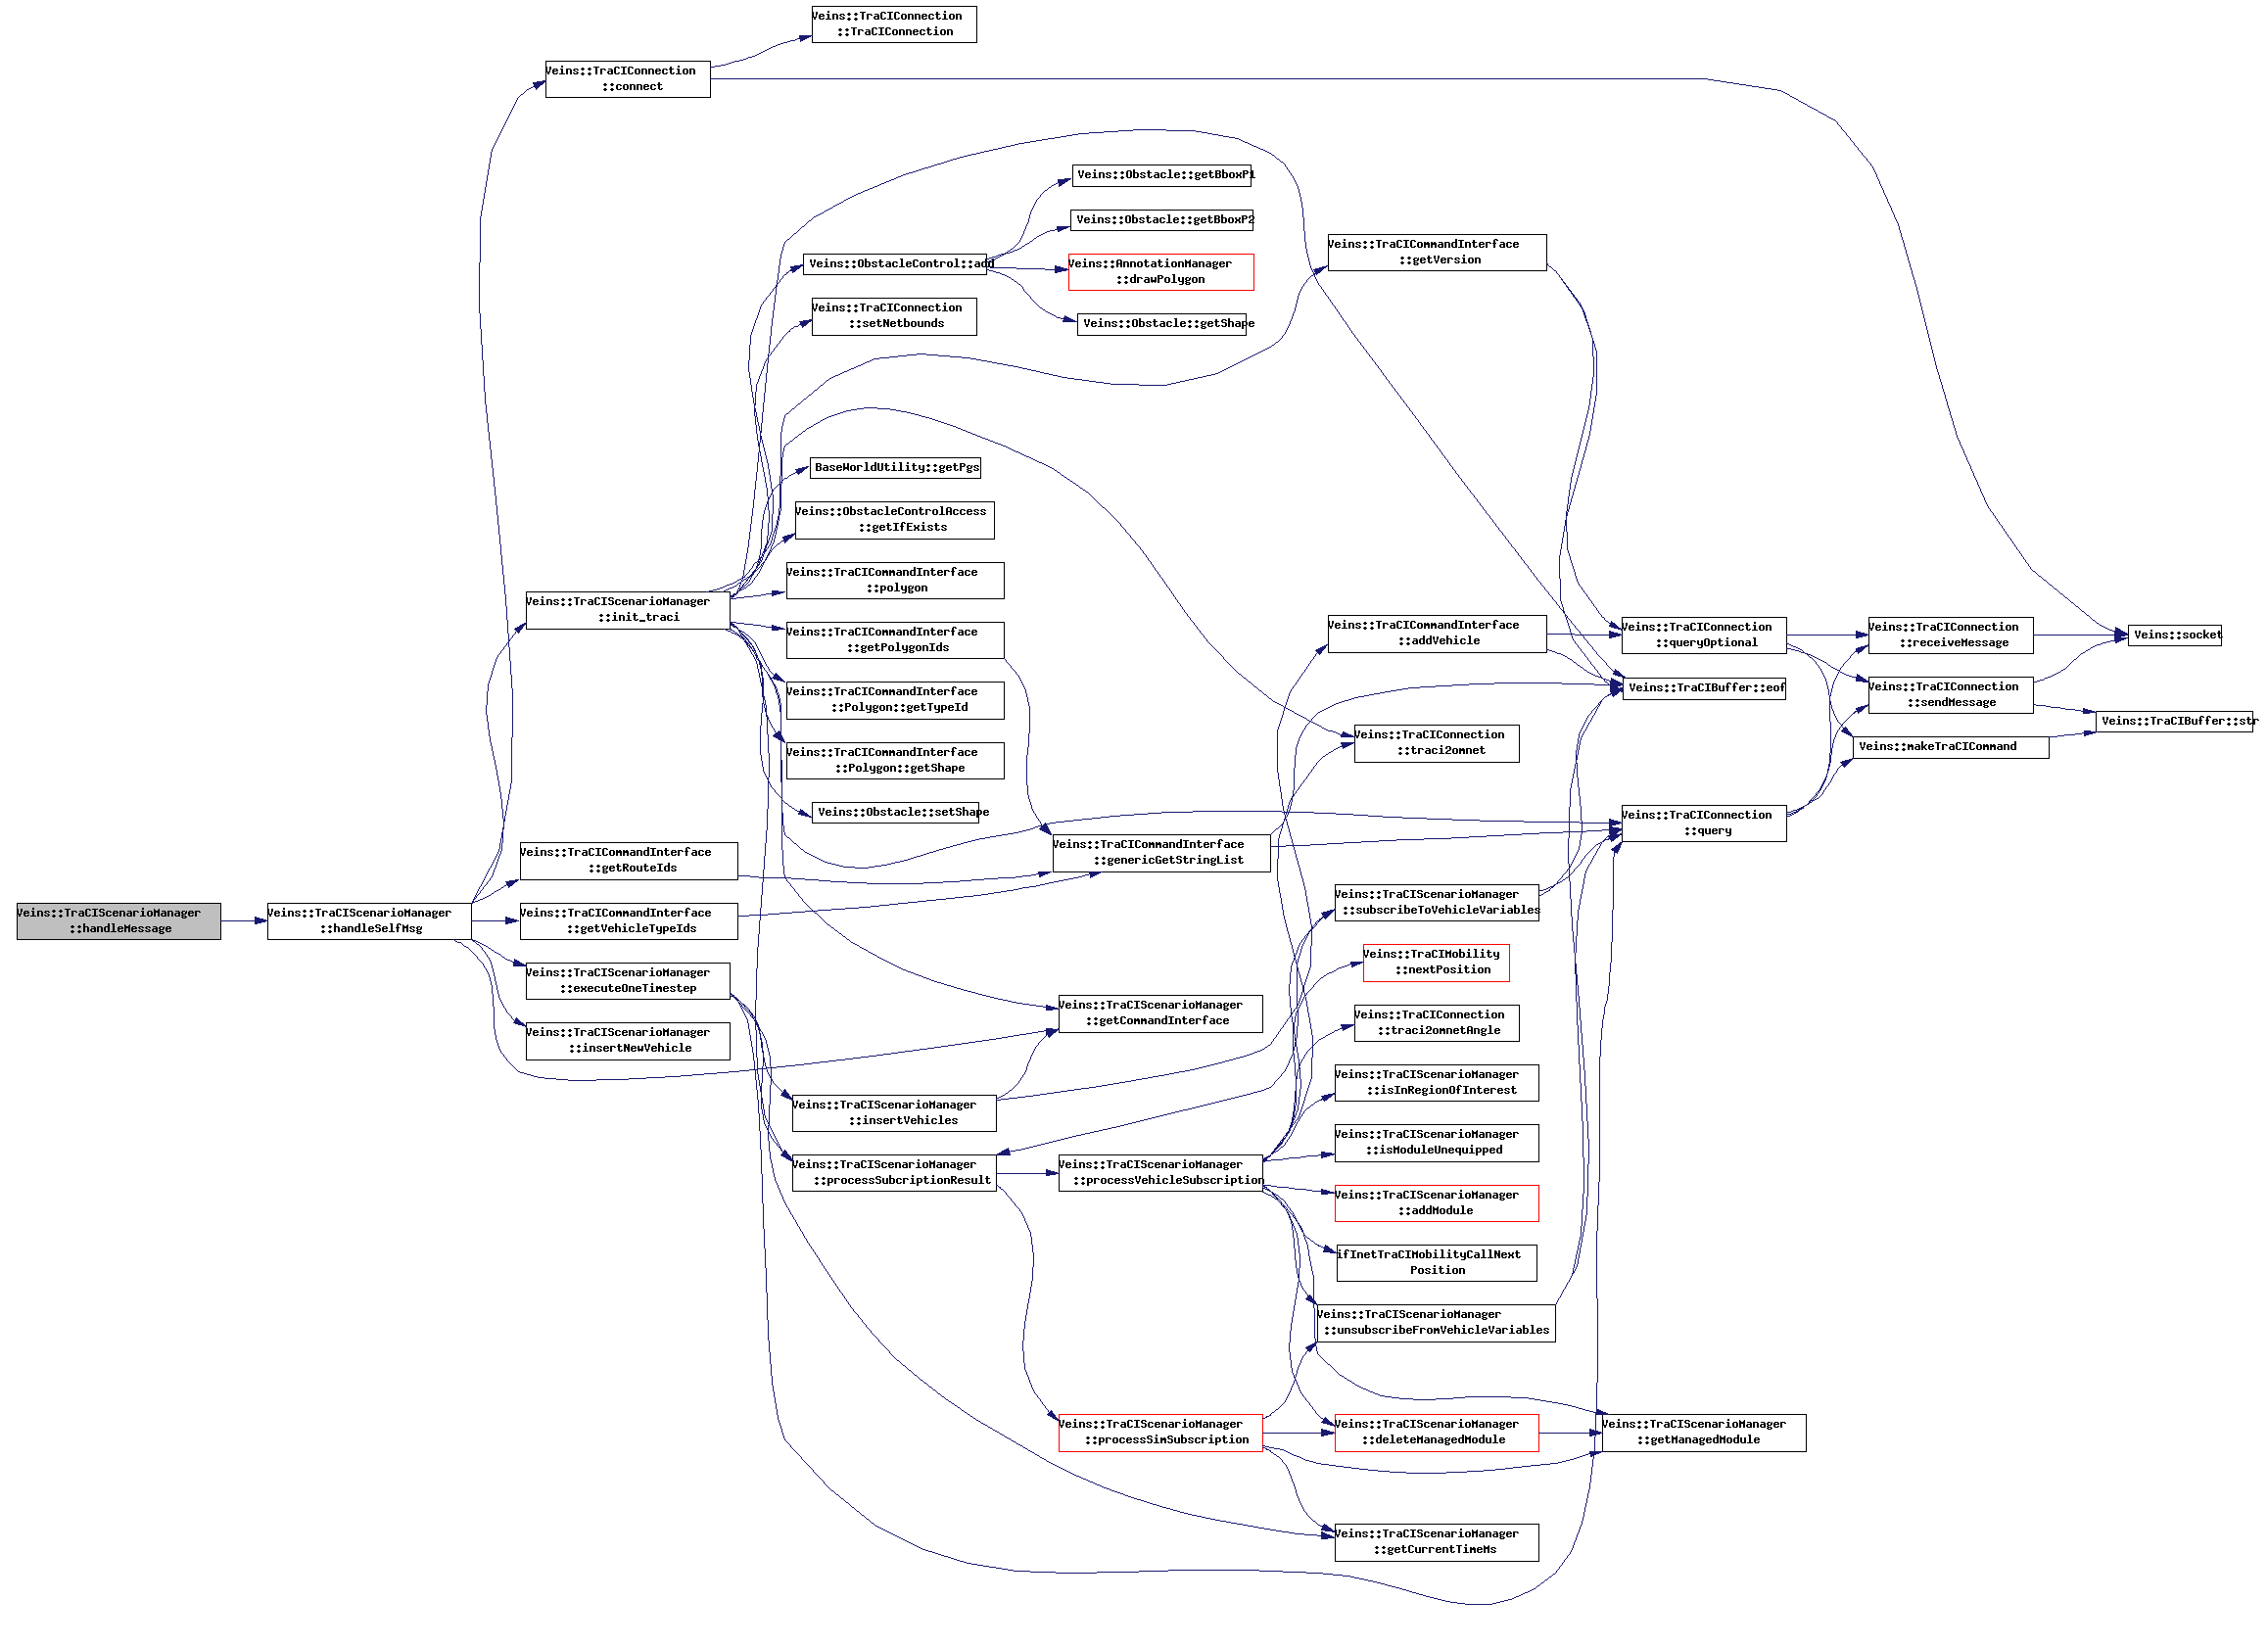 Veins::TraCIConnection
::TraCIConnection
Veins::TraCIConnection
::connect
Veins::Obstacle::getBboxP1
Veins::Obstacle::getBboxP2
Veins::ObstacleControl::add
Veins::AnnotationManager
::drawPolygon
Veins::TraCICommandInterface
::getVersion
Veins::TraCIConnection
::setNetbounds
Veins::Obstacle::getShape
BaseWorldUtility::getPgs
Veins::ObstacleControlAccess
::getIfExists
Veins::TraCICommandInterface
::polygon
Veins::TraCIScenarioManager
::init_traci
Veins::TraCICommandInterface
::getPolygonIds
Veins::TraCICommandInterface
::addVehicle
Veins::TraCIConnection
::queryOptional
Veins::TraCIConnection
::receiveMessage
Veins::socket
Veins::TraCICommandInterface
::Polygon::getTypeId
Veins::TraCIBuffer::eof
Veins::TraCIConnection
::sendMessage
Veins::TraCIBuffer::str
Veins::TraCICommandInterface
::Polygon::getShape
Veins::TraCIConnection
::traci2omnet
Veins::makeTraCICommand
Veins::Obstacle::setShape
Veins::TraCIConnection
::query
Veins::TraCICommandInterface
::getRouteIds
Veins::TraCICommandInterface
::genericGetStringList
Veins::TraCIScenarioManager
::subscribeToVehicleVariables
Veins::TraCIScenarioManager
::handleMessage
Veins::TraCIScenarioManager
::handleSelfMsg
Veins::TraCICommandInterface
::getVehicleTypeIds
Veins::TraCIMobility
::nextPosition
Veins::TraCIScenarioManager
::executeOneTimestep
Veins::TraCIScenarioManager
::getCommandInterface
Veins::TraCIConnection
::traci2omnetAngle
Veins::TraCIScenarioManager
::insertNewVehicle
Veins::TraCIScenarioManager
::isInRegionOfInterest
Veins::TraCIScenarioManager
::insertVehicles
Veins::TraCIScenarioManager
::isModuleUnequipped
Veins::TraCIScenarioManager
::processSubcriptionResult
Veins::TraCIScenarioManager
::processVehicleSubscription
Veins::TraCIScenarioManager
::addModule
ifInetTraCIMobilityCallNext
Position
Veins::TraCIScenarioManager
::unsubscribeFromVehicleVariables
Veins::TraCIScenarioManager
::processSimSubscription
Veins::TraCIScenarioManager
::deleteManagedModule
Veins::TraCIScenarioManager
::getManagedModule
Veins::TraCIScenarioManager
::getCurrentTimeMs